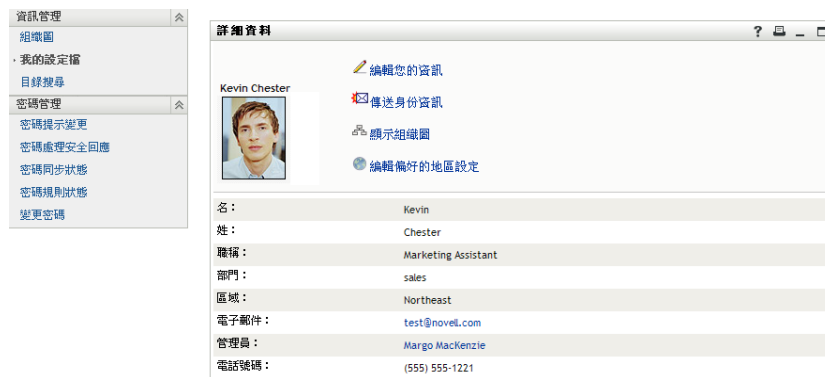 資訊管理
組織圖
我的設定檔
目錄搜尋
密碼管理
密碼提示變更
密碼處理安全回應
密碼同步狀態
密碼規則狀態
變更密碼
詳細資料
Kevin Chester
編輯您的資訊
傳送身份資訊
顯示組織圖
編輯偏好的地區設定
名： Kevin
姓： Chester
職稱： Marketing Assistant
部門： sales
區域： Northeast
電子郵件： test@novell.com
管理員： Margo MacKenzie
電話號碼： (555) 555-1221